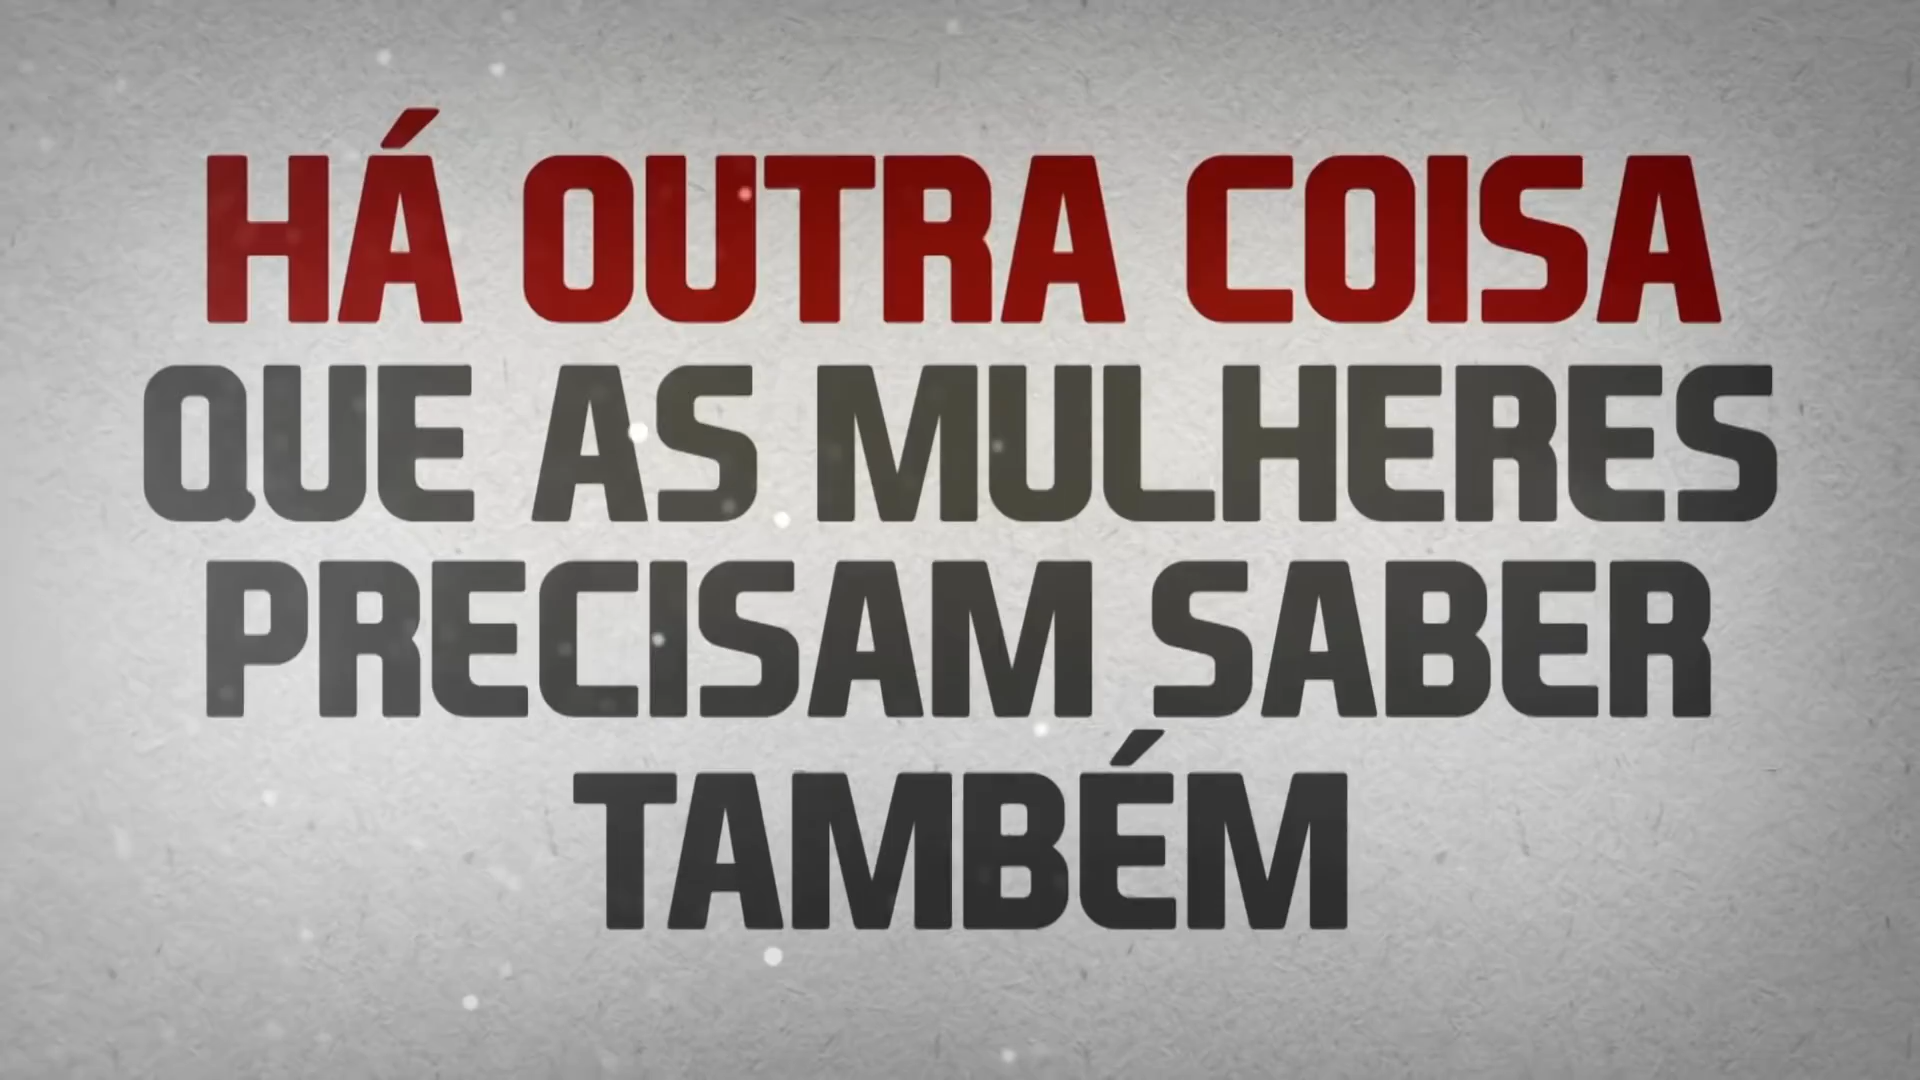 HÁ OUTRA COISA
QUE AS MULHERES
PRECISAM SABER
TAMBÉM